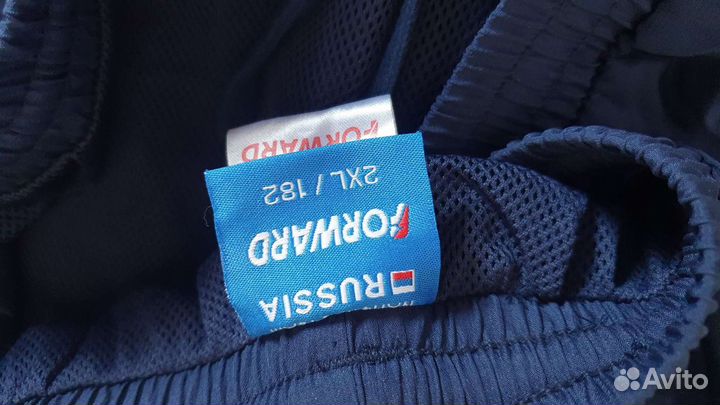 FORWARD
2XL / 182
FORWARD
RUSSIA
Avito